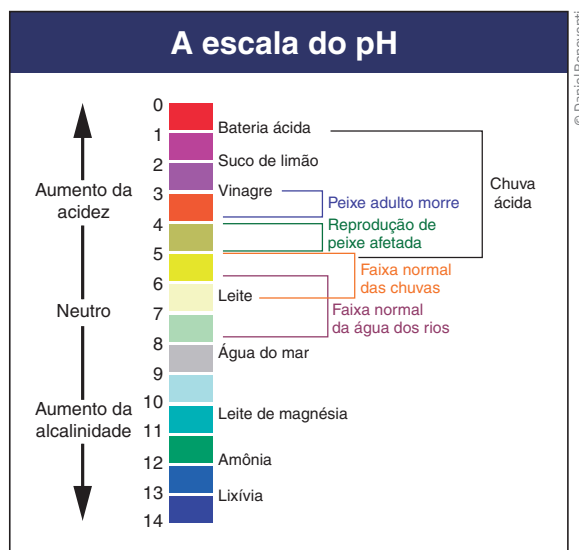 A escala do pH
© Daniel Beneventi
0
1
2
3
4
5
6
7
8
9
10
11
12
13
14
Aumento da
acidez
Neutro
Aumento da
alcalinidade
Bateria ácida
Suco de limão
Vinagre
Leite
Água do mar
Leite de magnésia
Amônia
Lixívia
Peixe adulto morre
Reprodução de
peixe afetada
Faixa normal
das chuvas
Faixa normal
da água dos rios
Chuva
ácida